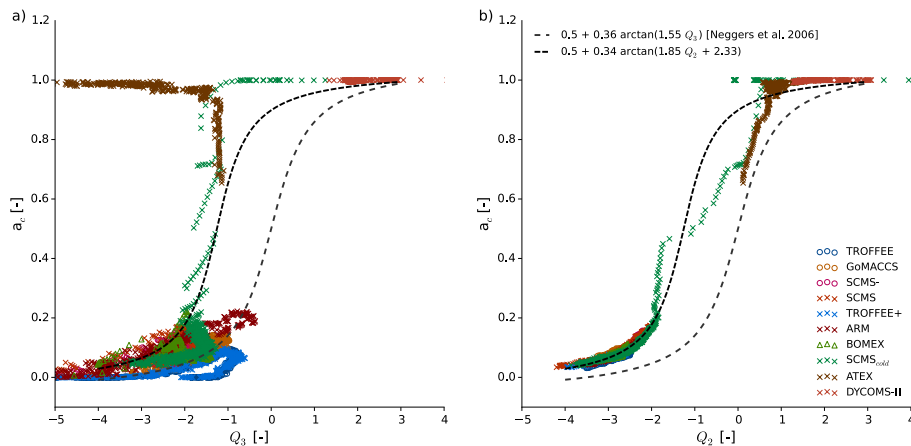 a)
1.2
1.0
0.8
0.6
0.4
0.2
0.0
a_c [-]
−5 −4 −3 −2 −1 0 1 2 3 4
Q_3 [-]
b)
0.5 + 0.36 arctan(1.55 Q_3) [Neggers et al. 2006]
0.5 + 0.34 arctan(1.85 Q_2 + 2.33)
1.2
1.0
0.8
0.6
0.4
0.2
0.0
a_c [-]
TROFFEE
GoMACCS
SCMS-
SCMS
TROFFEE+
ARM
BOMEX
SCMS_cold
ATEX
DYCOMS-II
−5 −4 −3 −2 −1 0 1 2 3 4
Q_2 [-]